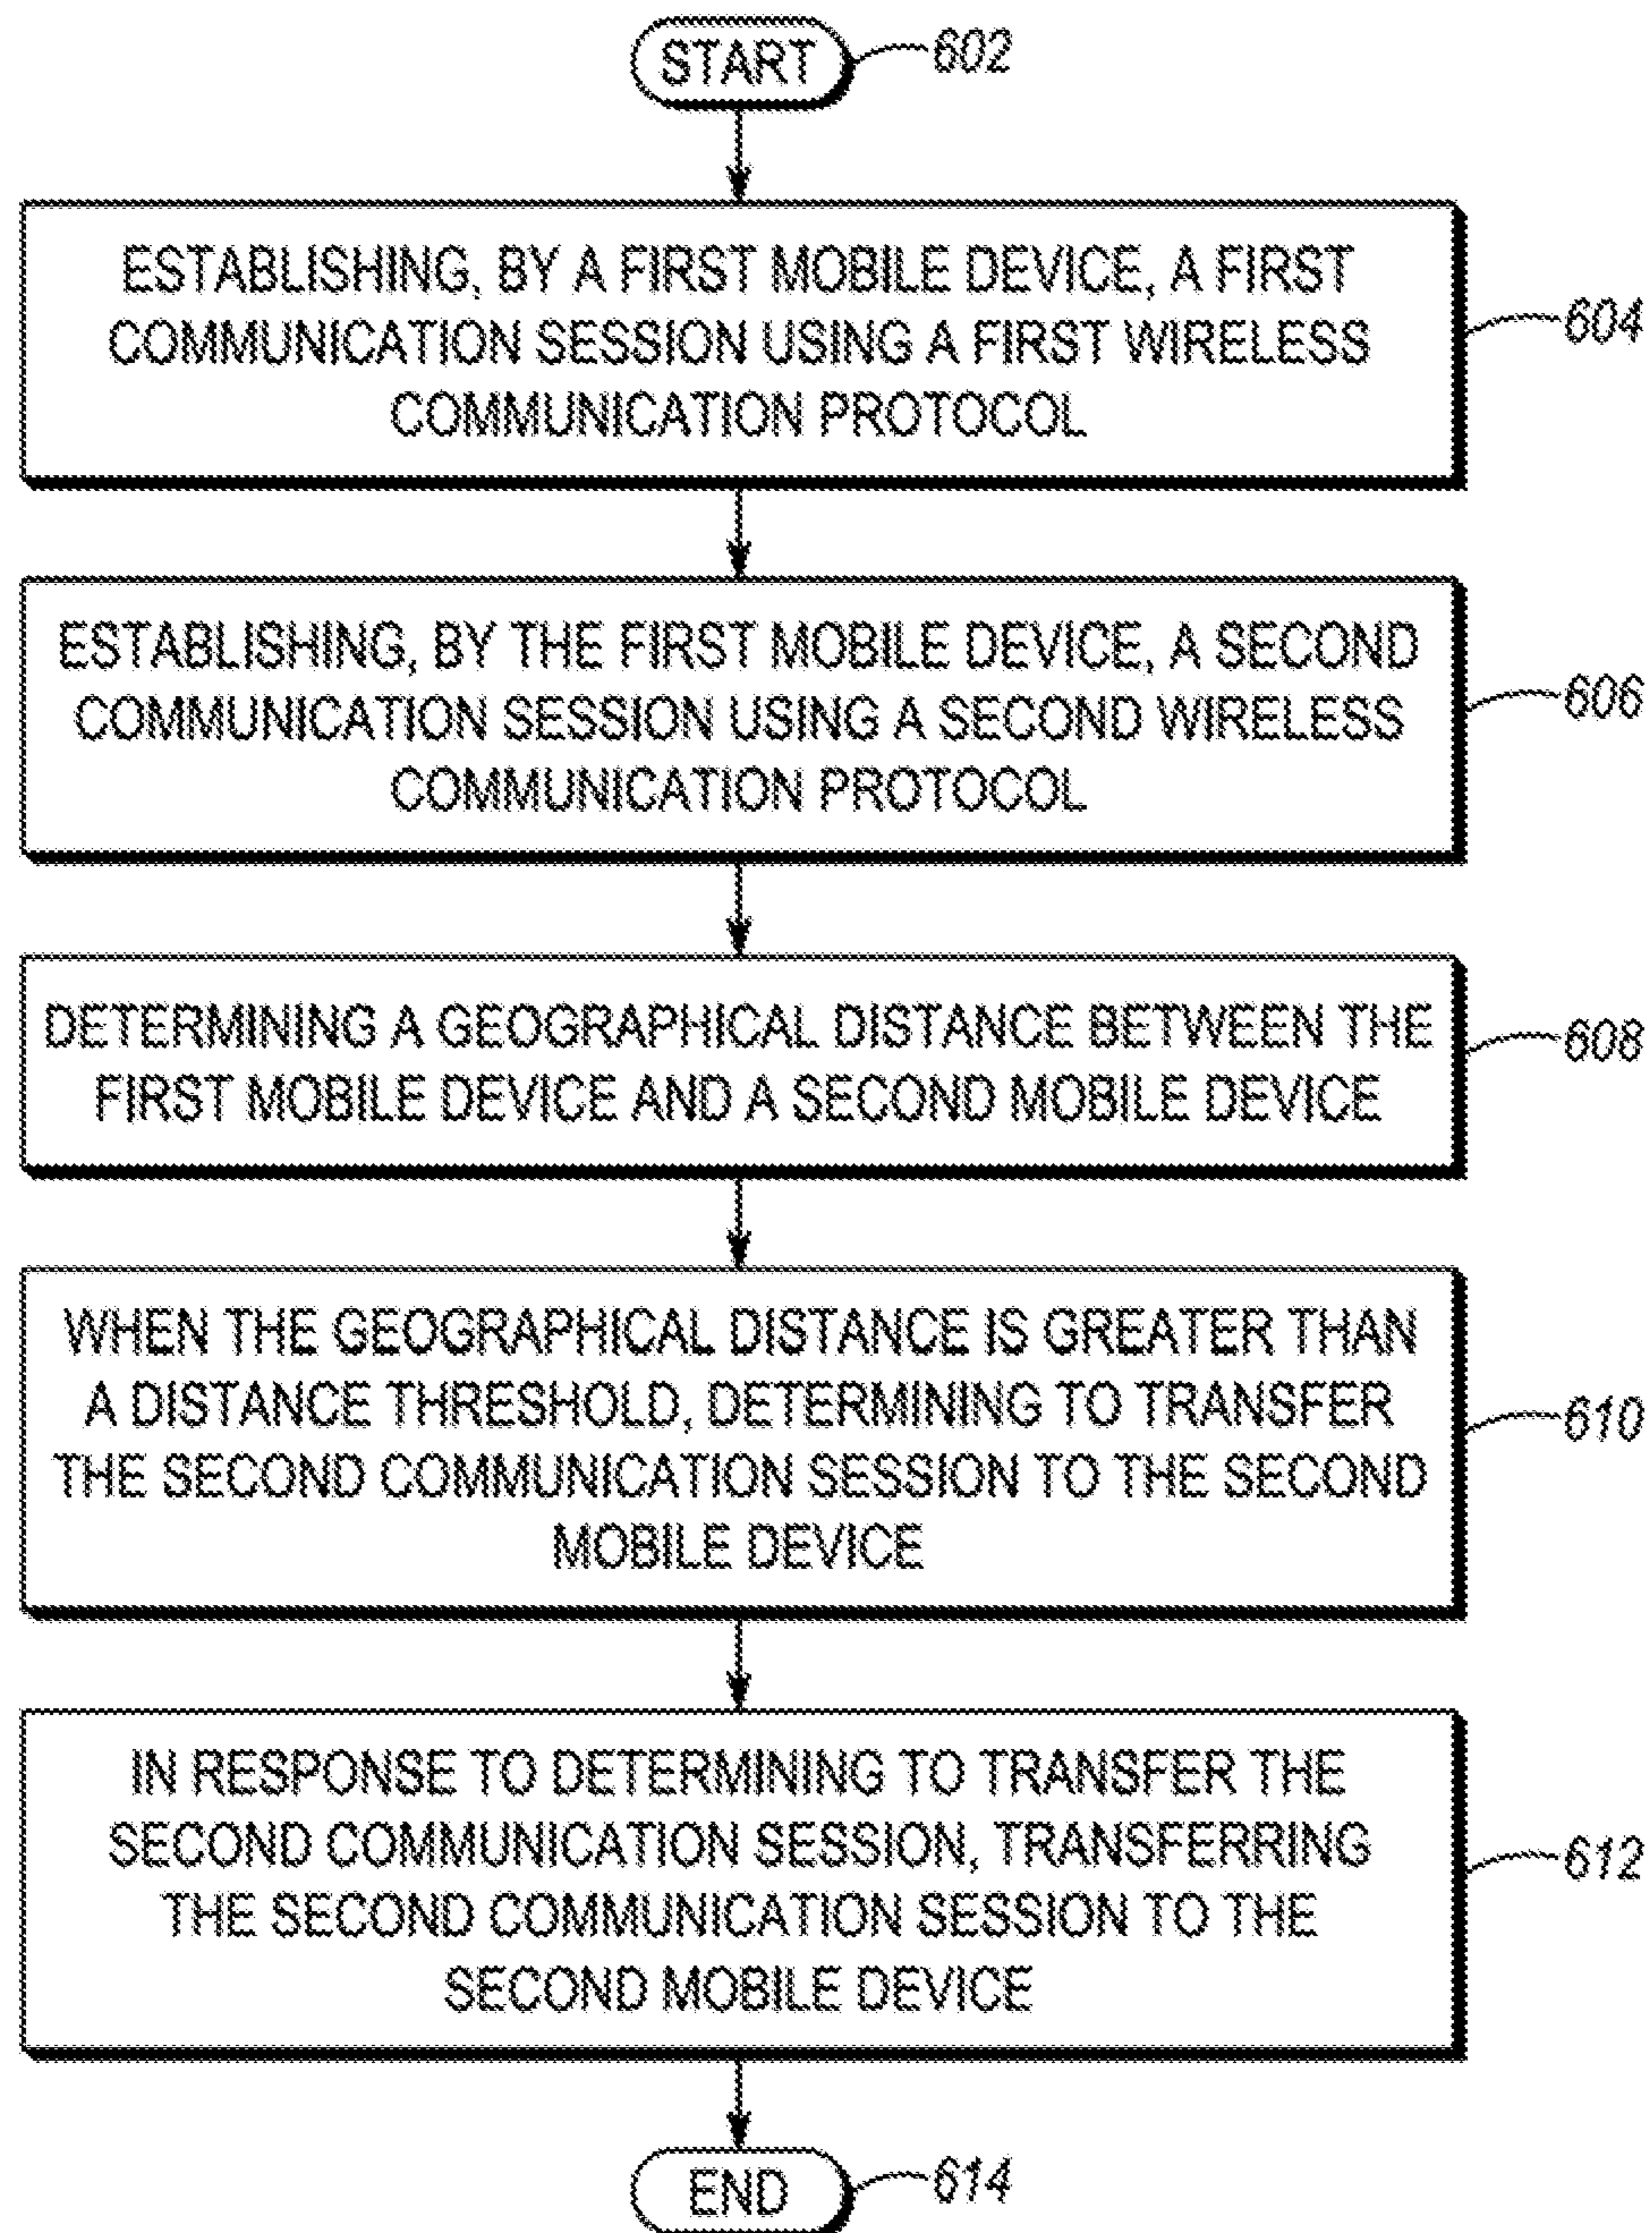 START
602
ESTABLISHING, BY A FIRST MOBILE DEVICE, A FIRST
COMMUNICATION SESSION USING A FIRST WIRELESS
COMMUNICATION PROTOCOL
604
ESTABLISHING, BY THE FIRST MOBILE DEVICE, A SECOND
COMMUNICATION SESSION USING A SECOND WIRELESS
COMMUNICATION PROTOCOL
606
DETERMINING A GEOGRAPHICAL DISTANCE BETWEEN THE
FIRST MOBILE DEVICE AND A SECOND MOBILE DEVICE
608
WHEN THE GEOGRAPHICAL DISTANCE IS GREATER THAN
A DISTANCE THRESHOLD, DETERMINING TO TRANSFER
THE SECOND COMMUNICATION SESSION TO THE SECOND
MOBILE DEVICE
610
IN RESPONSE TO DETERMINING TO TRANSFER THE
SECOND COMMUNICATION SESSION, TRANSFERRING
THE SECOND COMMUNICATION SESSION TO THE
SECOND MOBILE DEVICE
612
END
614